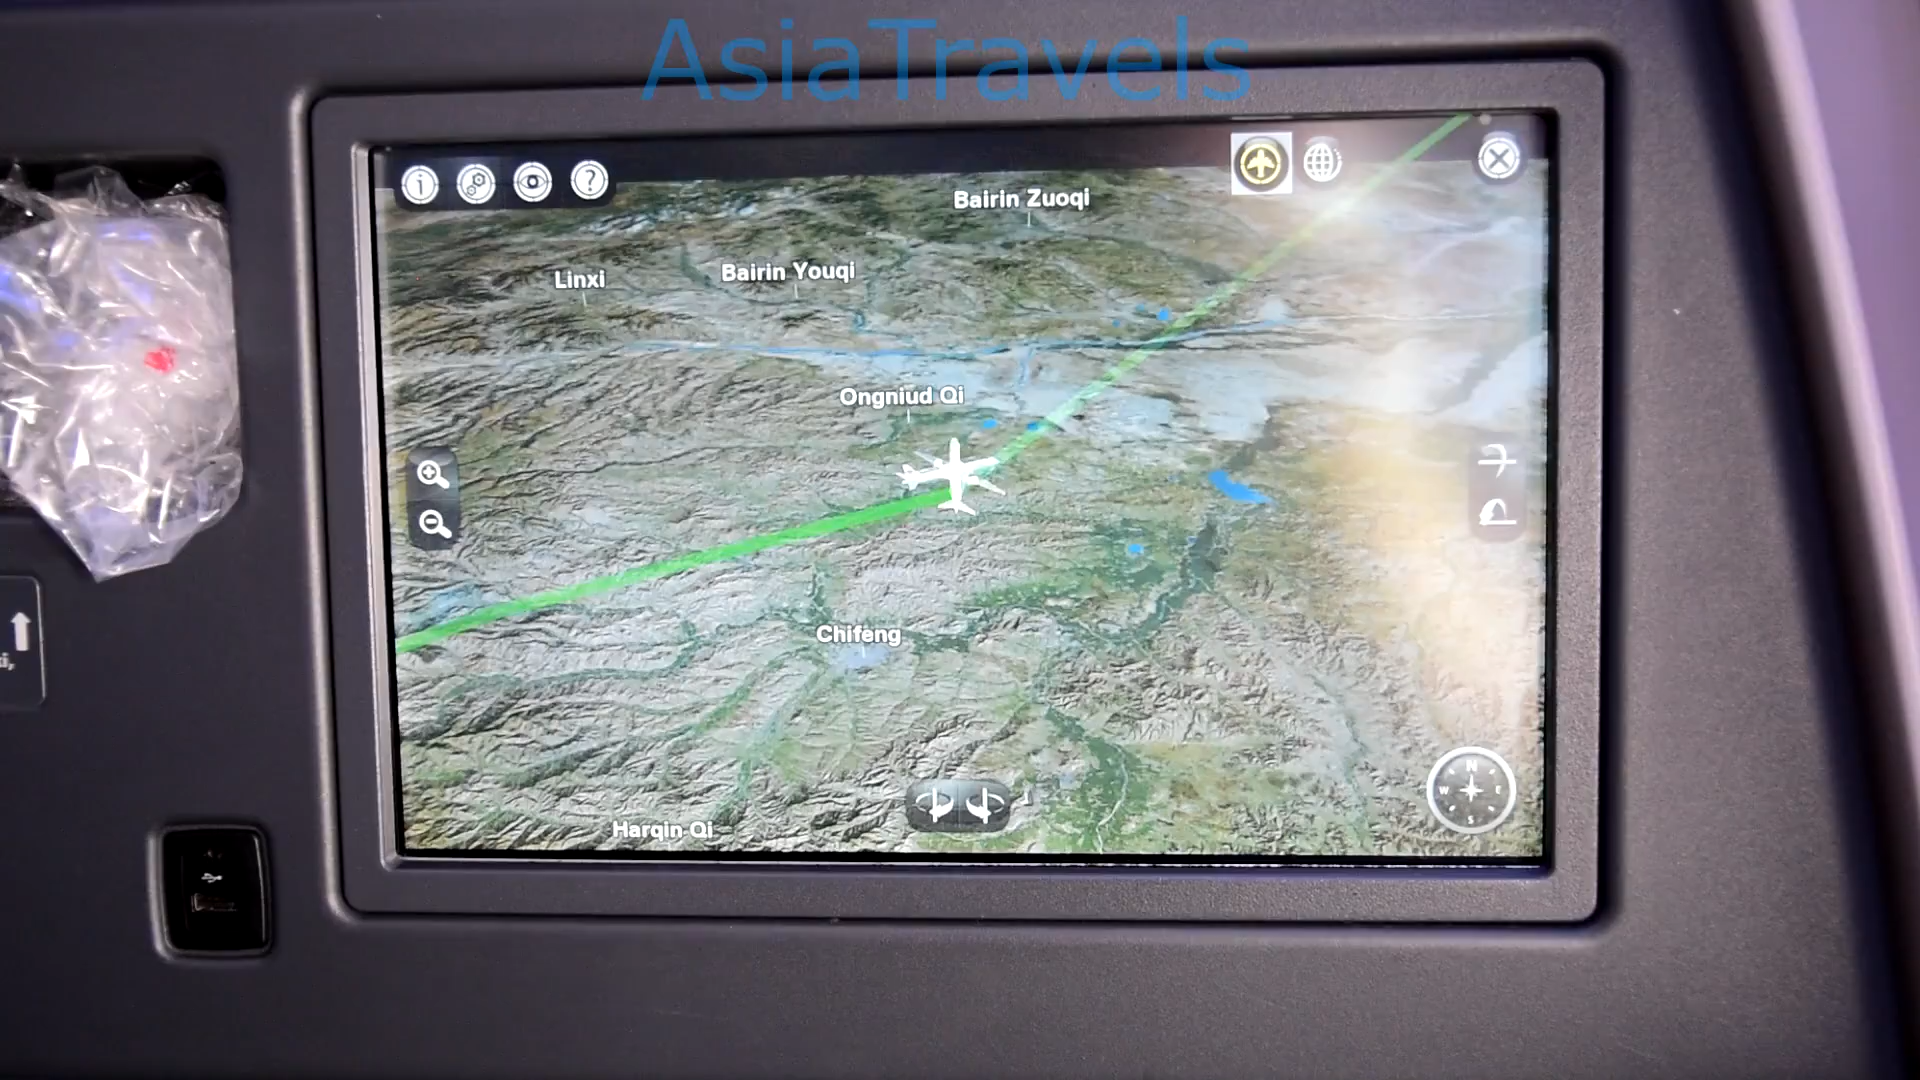 AsiaTravels
Bairin Zuoqi
Linxi
Bairin Youqi
Ongniud Qi
Chifeng
Harqin Qi
N
W
E
S